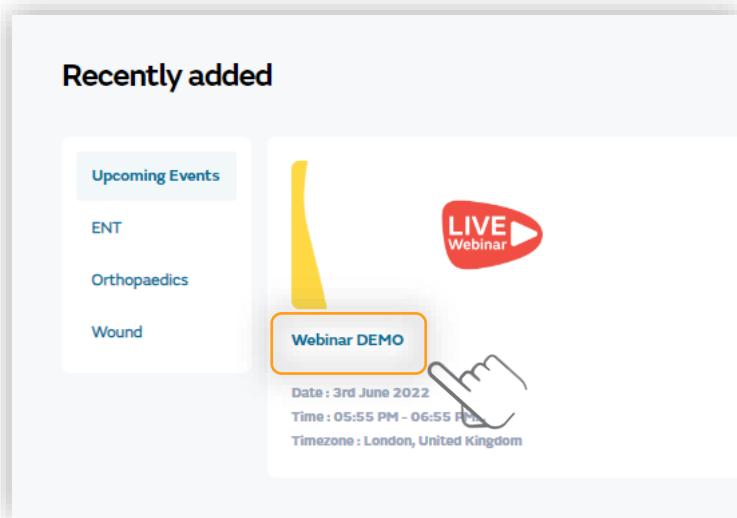 Recently added
Upcoming Events
ENT
Orthopaedics
Wound
LIVE
Webinar
Webinar DEMO
Date : 3rd June 2022
Time : 05:55 PM - 06:55 PM
Timezone : London, United Kingdom